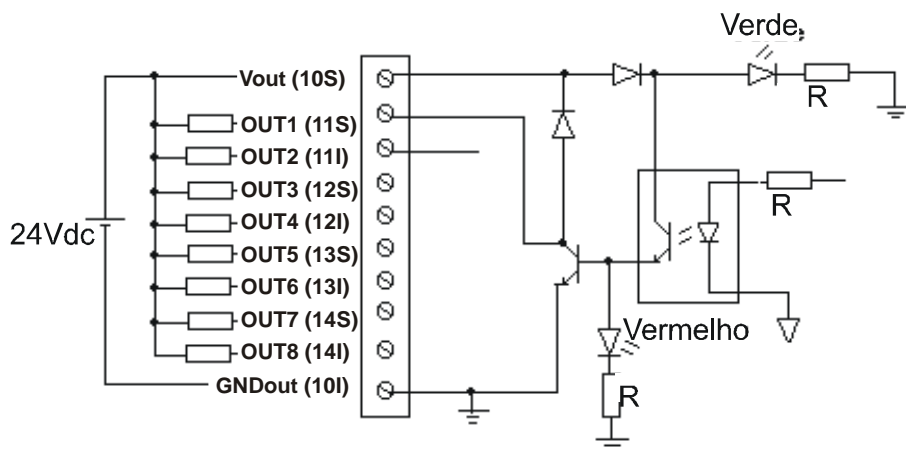 Verde
Vout (10S)
R
OUT1 (11S)
OUT2 (11I)
OUT3 (12S)
R
OUT4 (12I)
24Vdc
OUT5 (13S)
OUT6 (13I)
OUT7 (14S)
Vermelho
OUT8 (14I)
GNDout (10I)
R